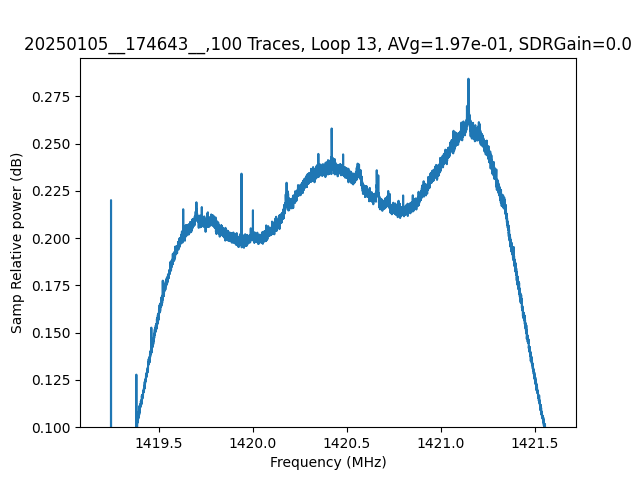 20250105__174643__,100 Traces, Loop 13, AVg=1.97e-01, SDRGain=0.0
Samp Relative power (dB)
0.275
0.250
0.225
0.200
0.175
0.150
0.125
0.100
1419.5 1420.0 1420.5 1421.0 1421.5
Frequency (MHz)